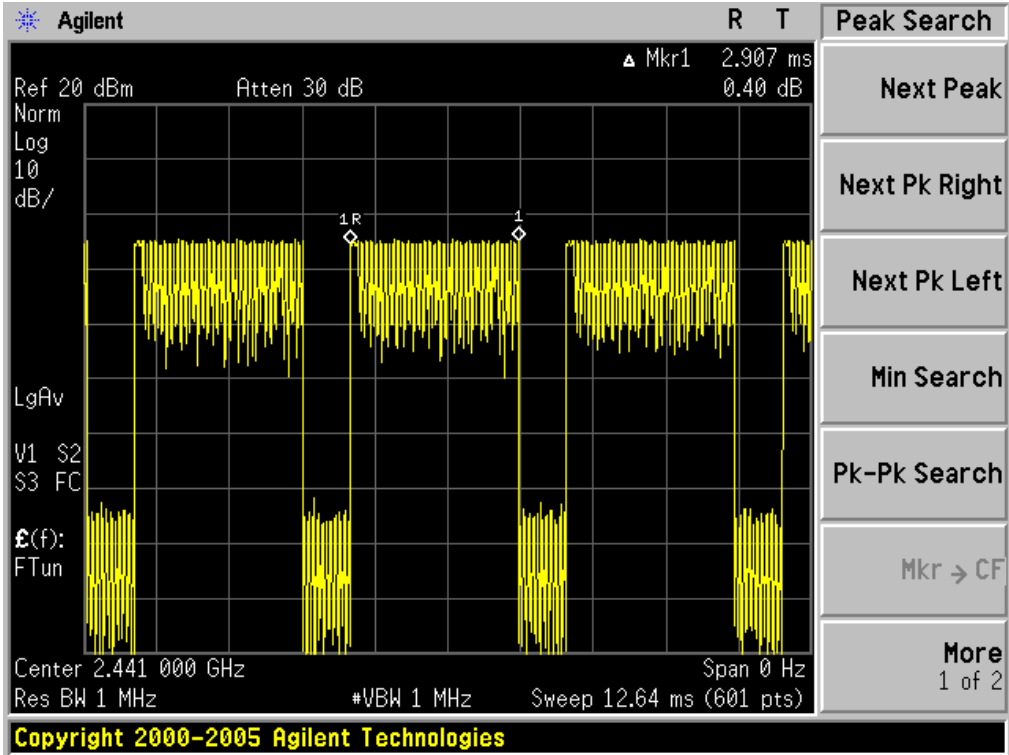 Agilent R T Peak Search
▵ Mkr1 2.907 ms
Ref 20 dBm Atten 30 dB 0.40 dB
Norm
Log
10
dB/
1R
1
LgAv
V1 S2
S3 FC
£(f):
FTun
Center 2.441 000 GHz Span 0 Hz
Res BW 1 MHz #VBW 1 MHz Sweep 12.64 ms (601 pts)
Copyright 2000-2005 Agilent Technologies
Next Peak
Next Pk Right
Next Pk Left
Min Search
Pk-Pk Search
Mkr → CF
More
1 of 2